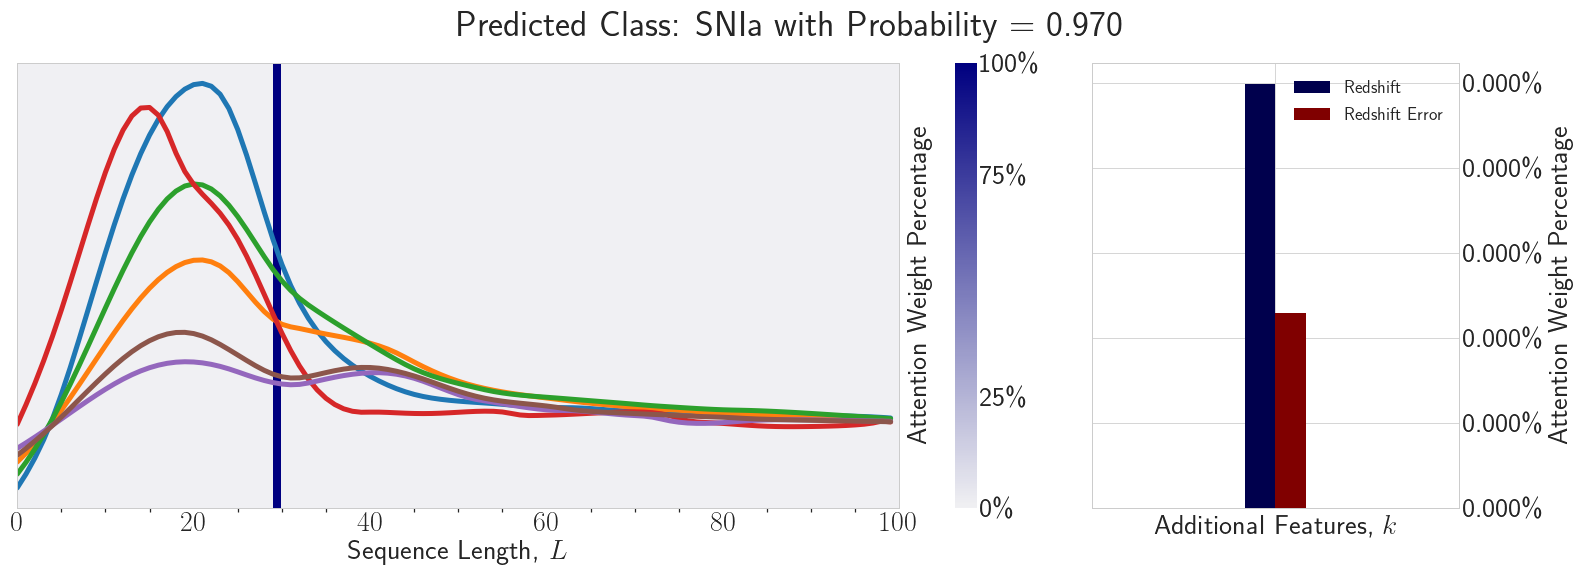 Predicted Class: SNIa with Probability = 0.970
0 20 40 60 80 100
Sequence Length, L
100%
75%
25%
0%
Attention Weight Percentage
Redshift
Redshift Error
Additional Features, k
0.000%
0.000%
0.000%
0.000%
0.000%
0.000%
Attention Weight Percentage